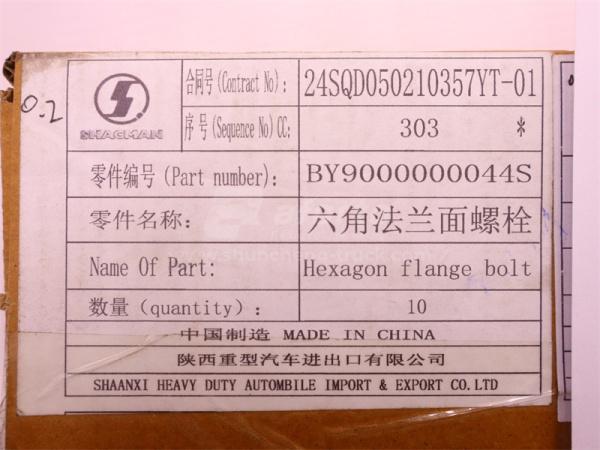 0.2
SHACMAN
合同号(Contract No): 24SQD050210357YT-01
序号(Sequence No)CC: 303 *
零件编号(Part number): BY9000000044S
零件名称: 六角法兰面螺栓
Name Of Part: Hexagon flange bolt
数量(quantity): 10
中国制造 MADE IN CHINA
陕西重型汽车进出口有限公司
SHAANXI HEAVY DUTY AUTOMBILE IMPORT & EXPORT CO.LTD